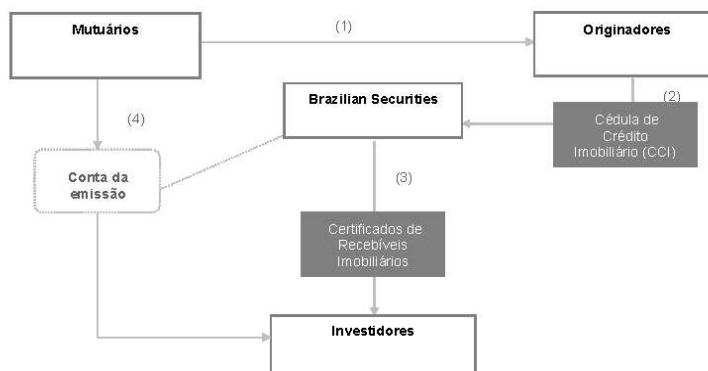 Mutuários
(1)
Originadores
(2)
Brazilian Securities
Cédula de
Crédito
Imobiliário (CCI)
(4)
Conta da
emissão
(3)
Certificados de
Recebíveis
Imobiliários
Investidores